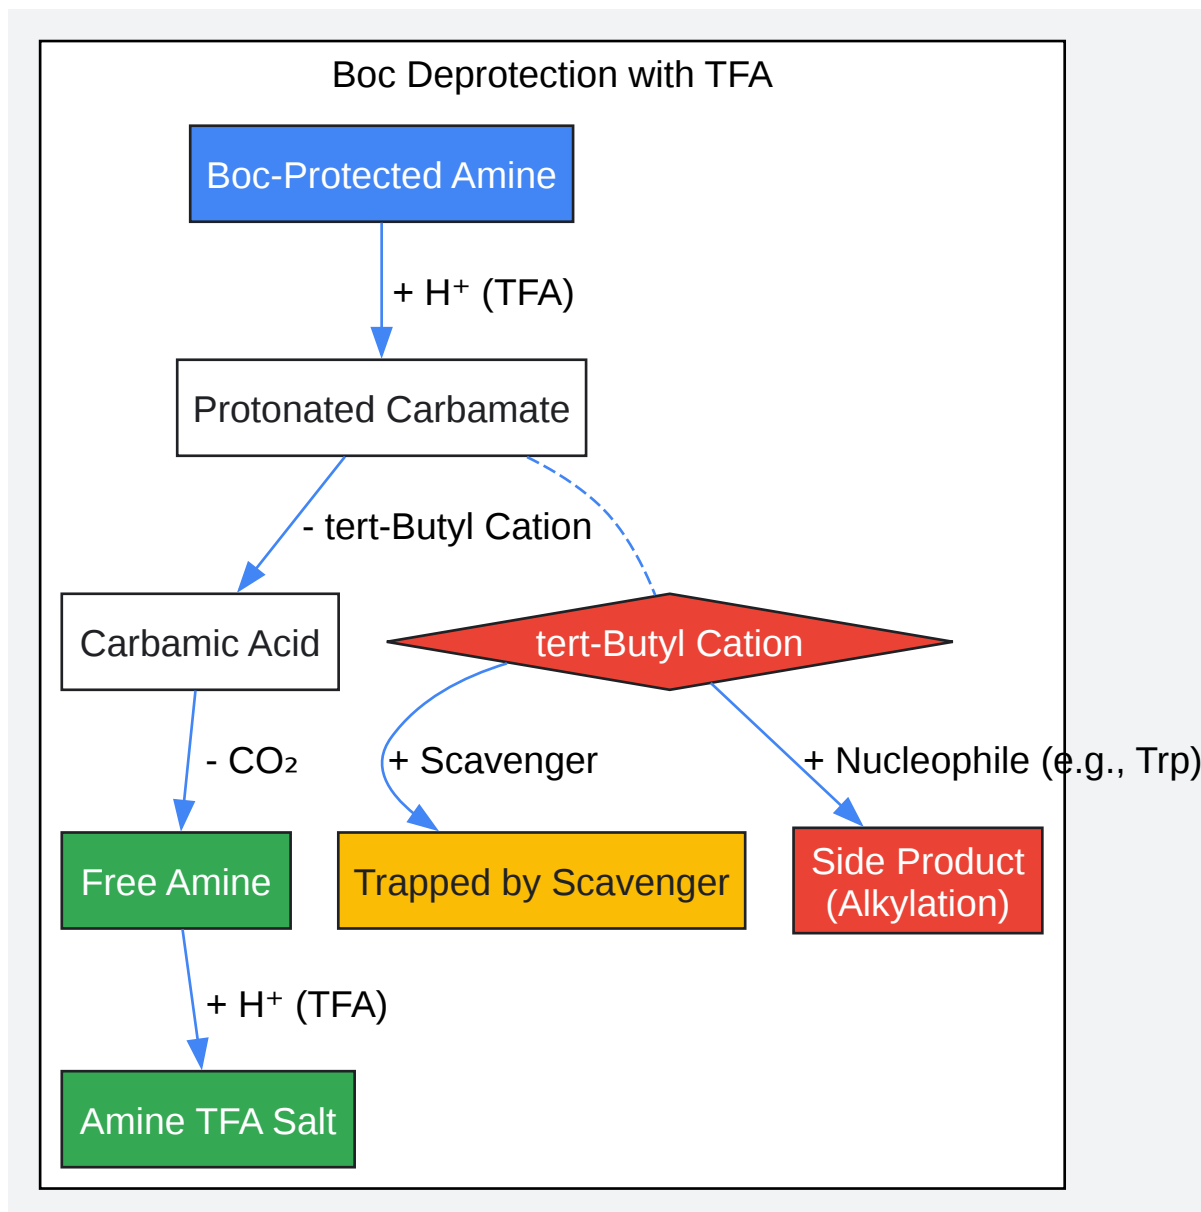 Boc Deprotection with TFA
Boc-Protected Amine
+ H⁺ (TFA)
Protonated Carbamate
- tert-Butyl Cation
Carbamic Acid
tert-Butyl Cation
- CO₂
+ Scavenger
+ Nucleophile (e.g., Trp)
Free Amine
Trapped by Scavenger
Side Product
(Alkylation)
+ H⁺ (TFA)
Amine TFA Salt